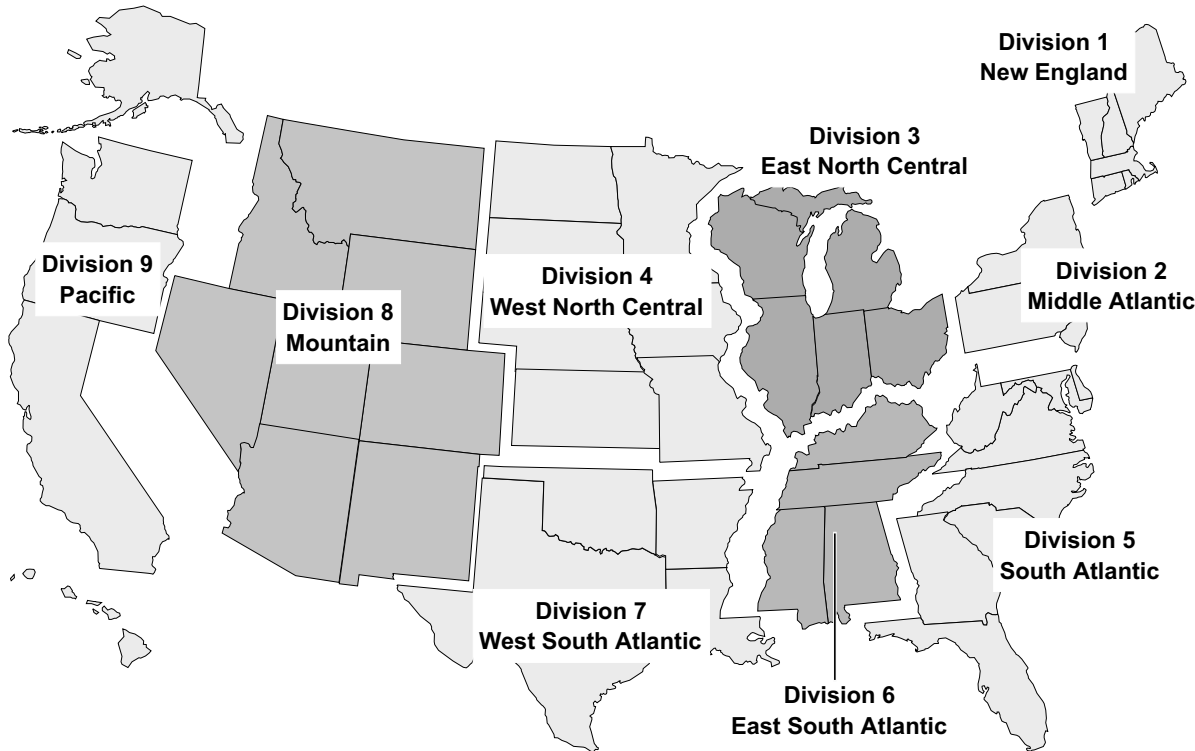 Division 1
New England
Division 3
East North Central
Division 9
Pacific
Division 8
Mountain
Division 4
West North Central
Division 2
Middle Atlantic
Division 5
South Atlantic
Division 7
West South Atlantic
Division 6
East South Atlantic